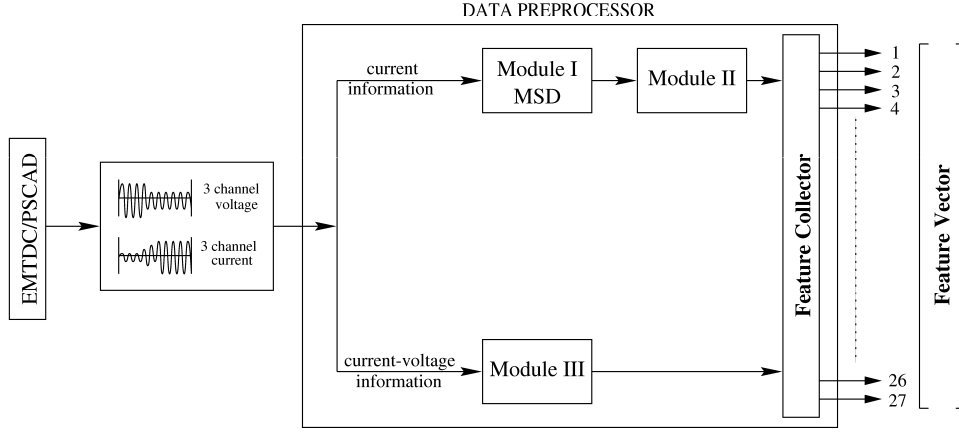 DATA PREPROCESSOR
EMTDC/PSCAD
3 channel
voltage
3 channel
current
current
information
Module I
MSD
Module II
current-voltage
information
Module III
Feature Collector
1
2
3
4
26
27
Feature Vector